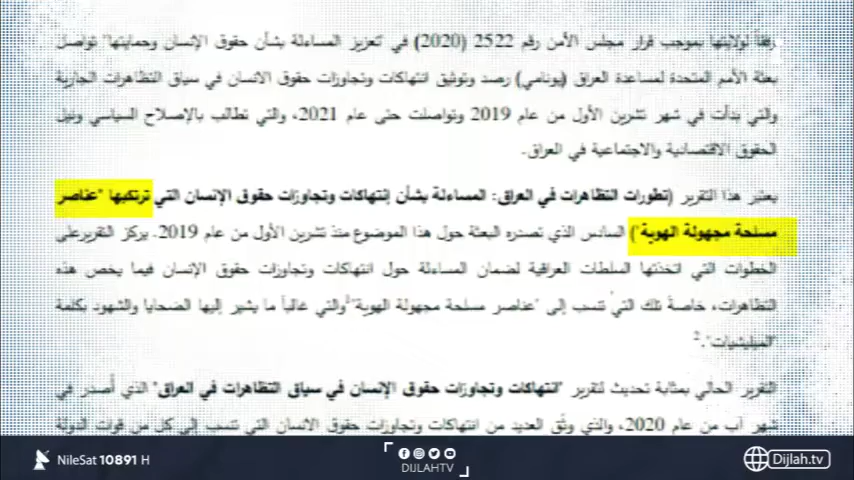 وفقاً لولايتها بموجب قرار مجلس الأمن رقم 2522 (2020) في "تعزيز المساءلة بشأن حقوق الإنسان وحمايتها" تواصل
بعثة الأمم المتحدة لمساعدة العراق (يونامي) رصد وتوثيق انتهاكات وتجاوزات حقوق الانسان في سياق التظاهرات الجارية
والتي بدأت في شهر تشرين الأول من عام 2019 وتواصلت حتى عام 2021، والتي تطالب بالإصلاح السياسي ونيل
الحقوق الاقتصادية والاجتماعية في العراق.
يعتبر هذا التقرير (تطورات التظاهرات في العراق: المساءلة بشأن إنتهاكات وتجاوزات حقوق الإنسان التي ترتكبها "عناصر
مسلحة مجهولة الهوية") السادس الذي تصدره البعثة حول هذا الموضوع منذ تشرين الأول من عام 2019. يركز التقريرعلى
الخطوات التي اتخذتها السلطات العراقية لضمان المساءلة حول انتهاكات وتجاوزات حقوق الإنسان فيما يخص هذه
التظاهرات، خاصةً تلك التي تنسب إلى "عناصر مسلحة مجهولة الهوية"¹والتي غالباً ما يشير إليها الضحايا والشهود بكلمة
"الميليشيات".²
التقرير الحالي بمثابة تحديث لتقرير "انتهاكات وتجاوزات حقوق الإنسان في سياق التظاهرات في العراق" الذي أصدر في
شهر آب من عام 2020، والذي وثّق العديد من انتهاكات وتجاوزات حقوق الانسان التي تنسب إلى كل من قوات الدولة
NileSat 10891 H
DIJLAHTV
Dijlah.tv